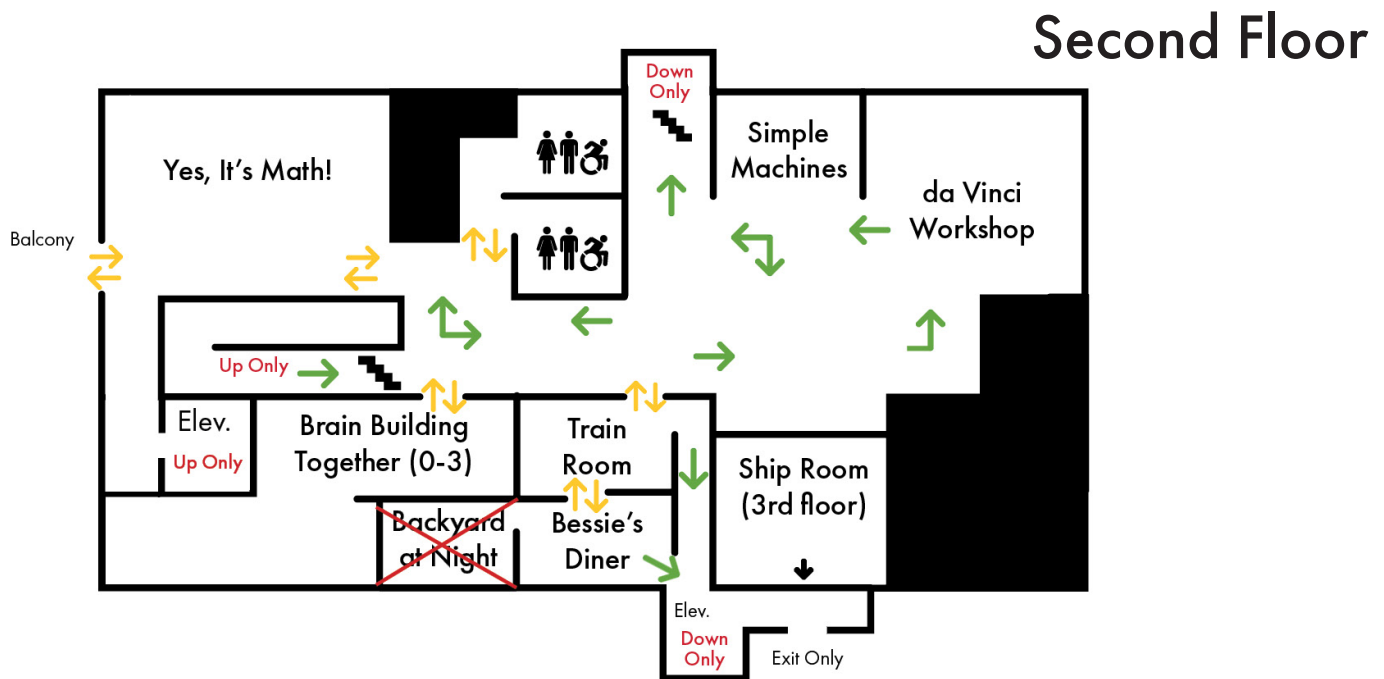 Second Floor
Down
Only
Simple
Machines
Yes, It's Math!
da Vinci
Workshop
Balcony
Up Only
Elev.
Up Only
Brain Building
Together (0-3)
Train
Room
Ship Room
(3rd floor)
Backyard
at Night
Bessie's
Diner
Elev.
Down
Only
Exit Only